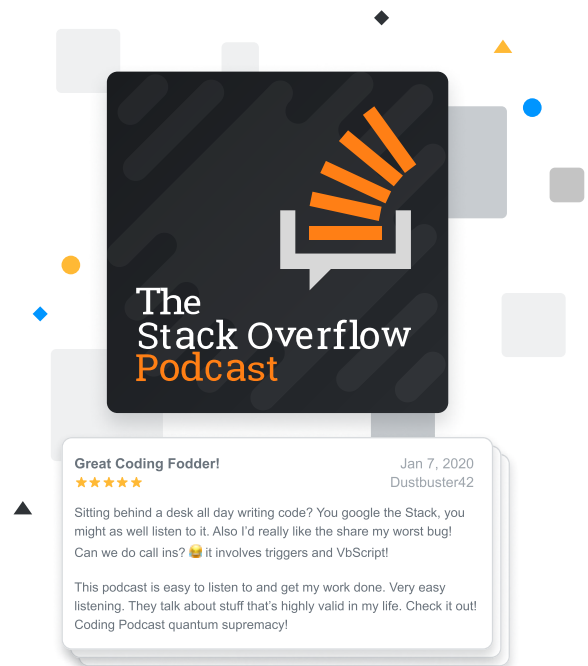 The
Stack Overflow
Podcast
Great Coding Fodder!
Jan 7, 2020
Dustbuster42
Sitting behind a desk all day writing code? You google the Stack, you
might as well listen to it. Also I’d really like the share my worst bug!
Can we do call ins? 😂 it involves triggers and VbScript!
This podcast is easy to listen to and get my work done. Very easy
listening. They talk about stuff that’s highly valid in my life. Check it out!
Coding Podcast quantum supremacy!